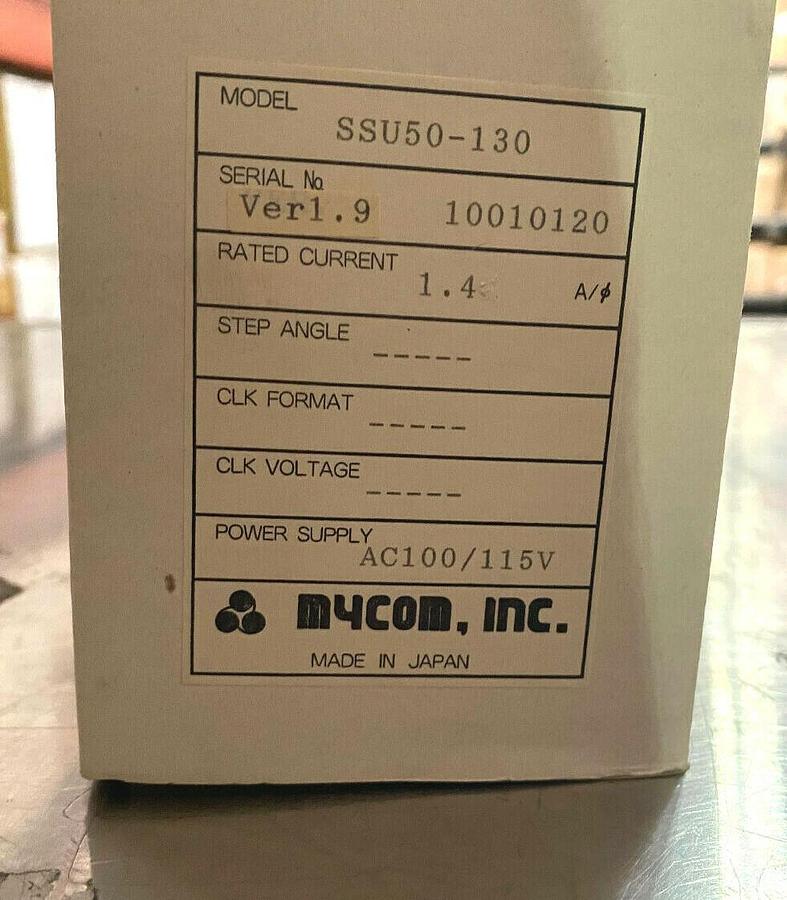 MODEL
SSU50-130
SERIAL No
Ver1.9 10010120
RATED CURRENT
1.4 A/ϕ
STEP ANGLE
-----
CLK FORMAT
-----
CLK VOLTAGE
-----
POWER SUPPLY
AC100/115V
MYCOM, INC.
MADE IN JAPAN